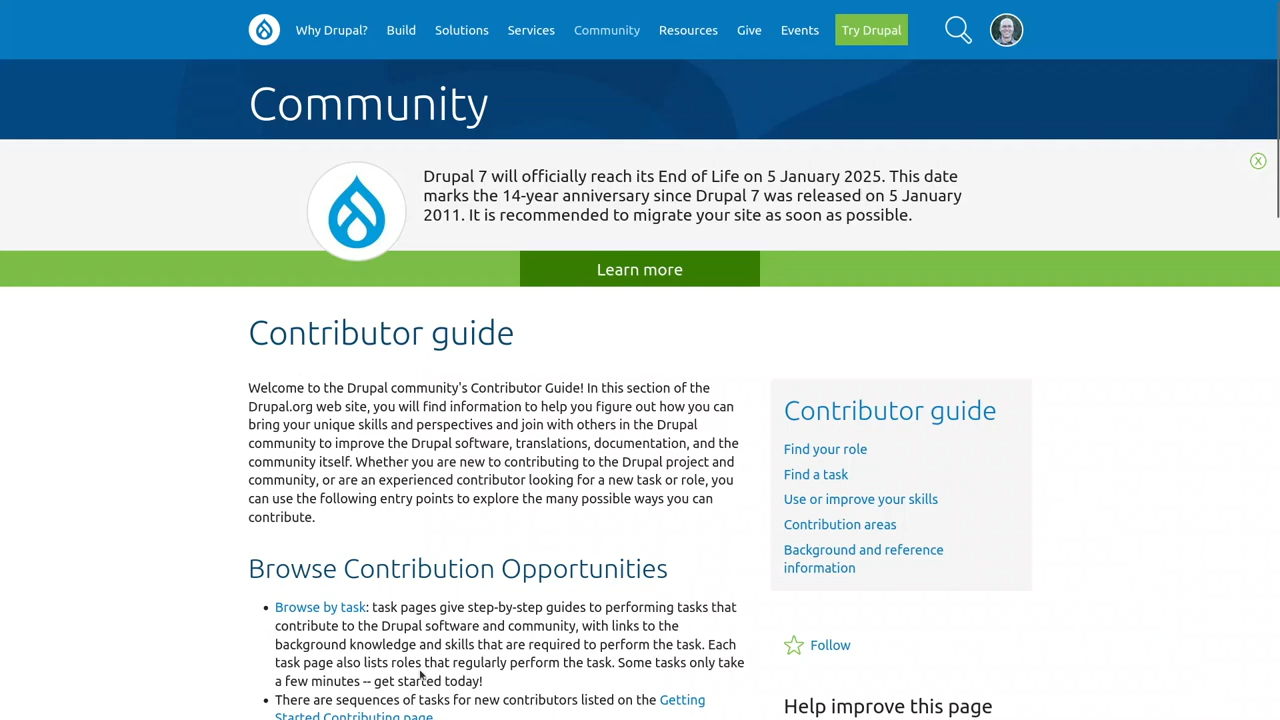 Why Drupal? Build Solutions Services Community Resources Give Events Try Drupal
Community
Drupal 7 will officially reach its End of Life on 5 January 2025. This date
marks the 14-year anniversary since Drupal 7 was released on 5 January
2011. It is recommended to migrate your site as soon as possible.
X
Learn more
Contributor guide
Welcome to the Drupal community's Contributor Guide! In this section of the
Drupal.org web site, you will find information to help you figure out how you can
bring your unique skills and perspectives and join with others in the Drupal
community to improve the Drupal software, translations, documentation, and the
community itself. Whether you are new to contributing to the Drupal project and
community, or are an experienced contributor looking for a new task or role, you
can use the following entry points to explore the many possible ways you can
contribute.
Browse Contribution Opportunities
• Browse by task: task pages give step-by-step guides to performing tasks that
contribute to the Drupal software and community, with links to the
background knowledge and skills that are required to perform the task. Each
task page also lists roles that regularly perform the task. Some tasks only take
a few minutes -- get started today!
• There are sequences of tasks for new contributors listed on the Getting
Started Contributing page
Contributor guide
Find your role
Find a task
Use or improve your skills
Contribution areas
Background and reference
information
Follow
Help improve this page